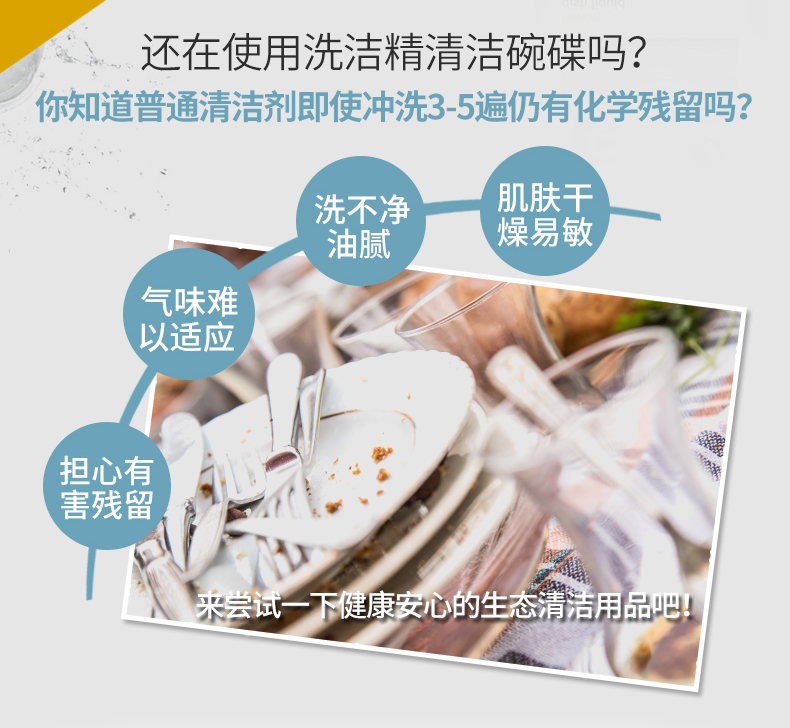 还在使用洗洁精清洁碗碟吗？
你知道普通清洁剂即使冲洗3-5遍仍有化学残留吗？
肌肤干
燥易敏
洗不净
油腻
气味难
以适应
担心有
害残留
来尝试一下健康安心的生态清洁用品吧！